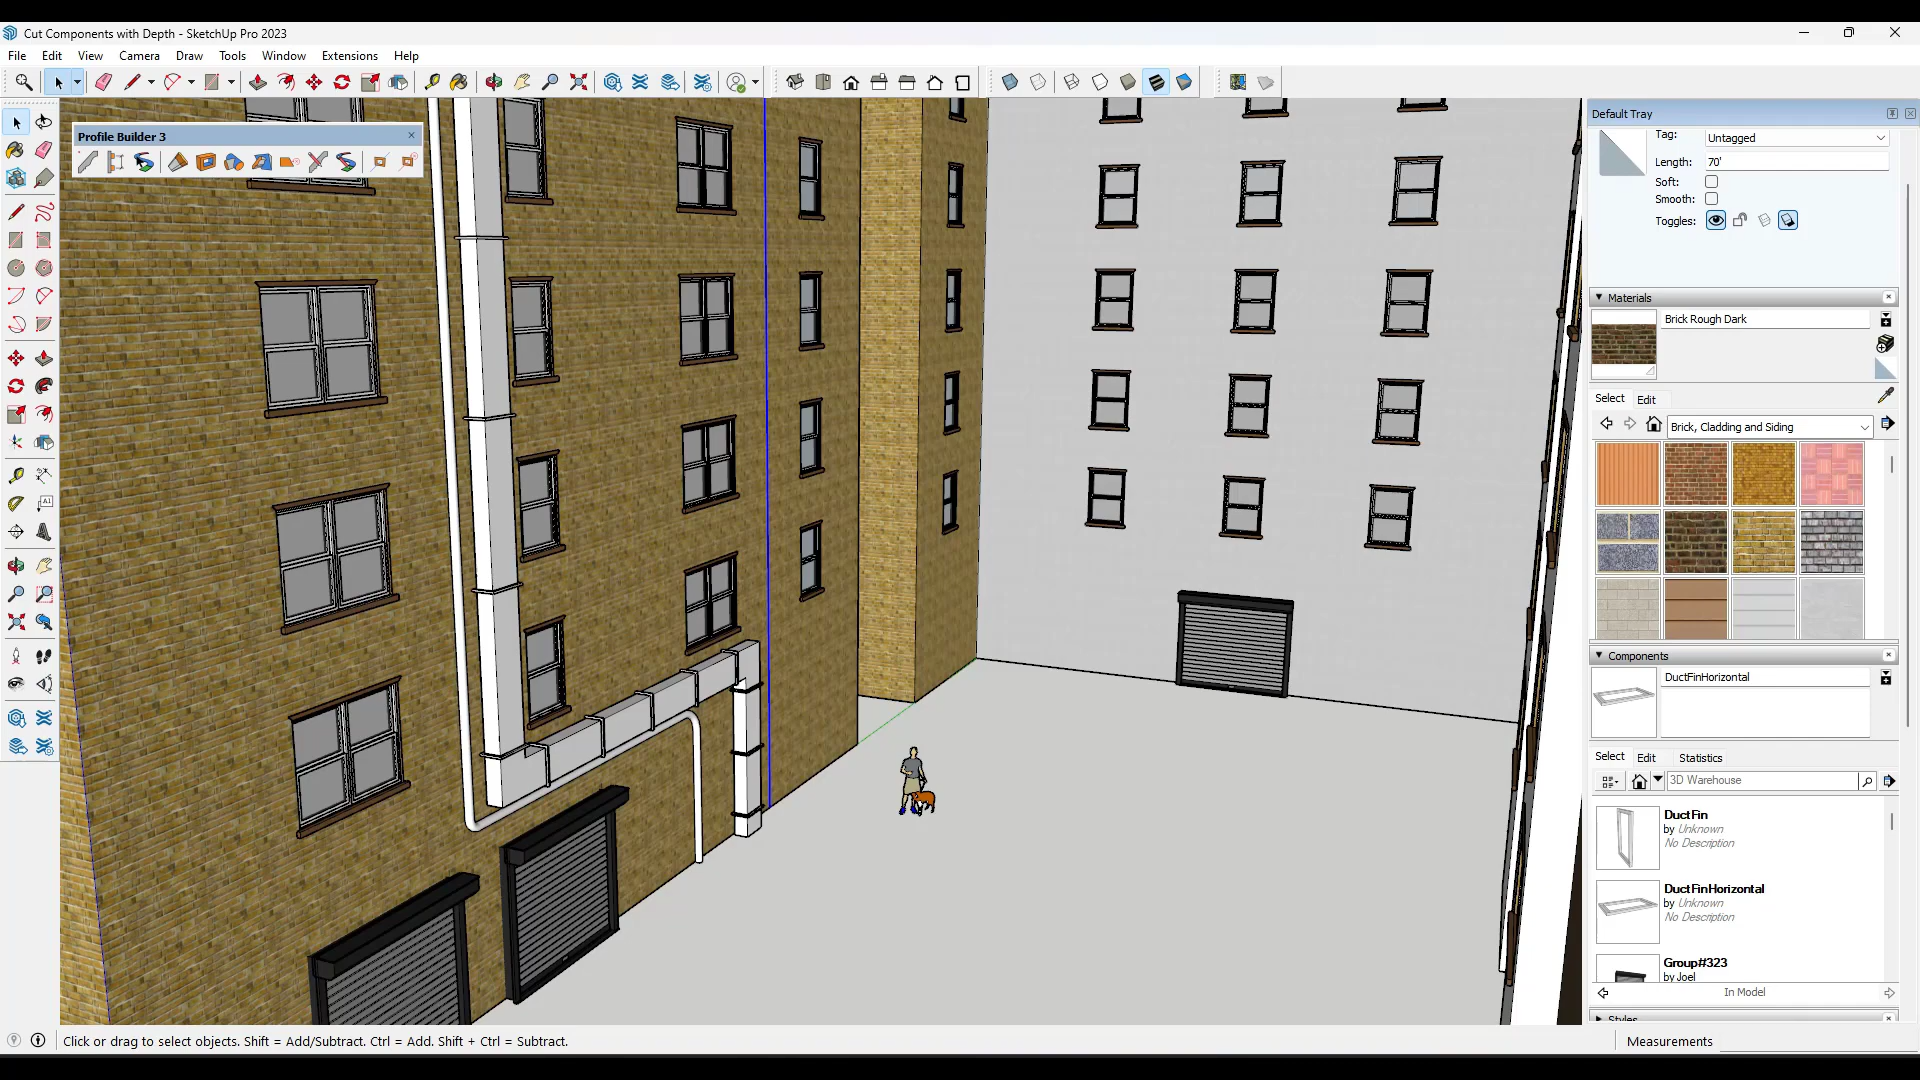 Cut Components with Depth - SketchUp Pro 2023
File Edit View Camera Draw Tools Window Extensions Help
Profile Builder 3
Default Tray
Tag: Untagged
Length: 70'
Soft:
Smooth:
Toggles:
Materials
Brick Rough Dark
Select Edit
Brick, Cladding and Siding
Components
DuctFinHorizontal
Select Edit Statistics
3D Warehouse
DuctFin
by Unknown
No Description
DuctFinHorizontal
by Unknown
No Description
Group#323
by Joel
In Model
Styles
Click or drag to select objects. Shift = Add/Subtract. Ctrl = Add. Shift + Ctrl = Subtract.
Measurements